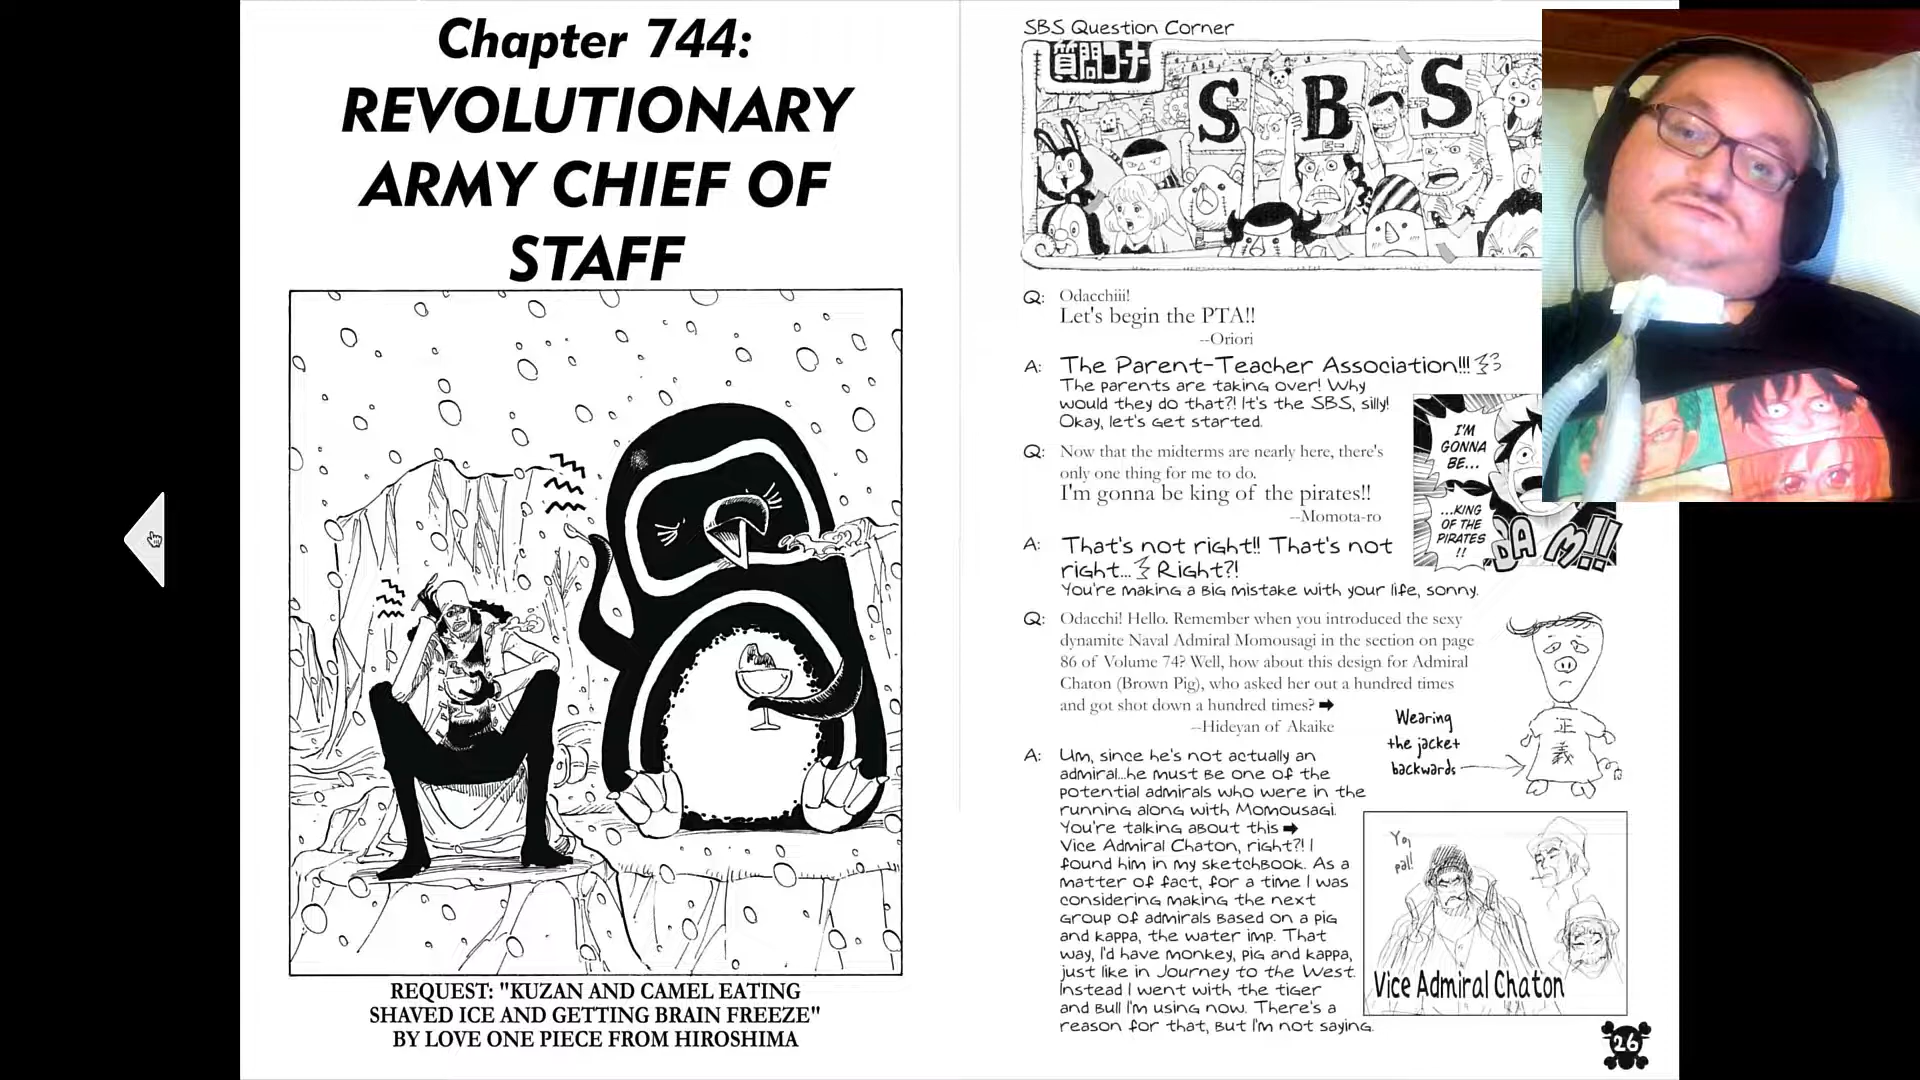 Chapter 744:
REVOLUTIONARY
ARMY CHIEF OF
STAFF
REQUEST: "KUZAN AND CAMEL EATING
SHAVED ICE AND GETTING BRAIN FREEZE"
BY LOVE ONE PIECE FROM HIROSHIMA
SBS Question Corner
質問コーナー
S B S
Q: Odacchiii!
Let's begin the PTA!!
--Oriori
A: The Parent-Teacher Association!!!
The parents are taking over! Why
would they do that?! It's the SBS, silly!
Okay, let's get started.
Q: Now that the midterms are nearly here, there's
only one thing for me to do.
I'm gonna be king of the pirates!!
--Momota-ro
I'M
GONNA
BE...
...KING
OF THE
PIRATES
!!
DA M!!
A: That's not right!! That's not
right... Right?!
You're making a big mistake with your life, sonny.
Q: Odacchi! Hello. Remember when you introduced the sexy
dynamite Naval Admiral Momousagi in the section on page
86 of Volume 74? Well, how about this design for Admiral
Chaton (Brown Pig), who asked her out a hundred times
and got shot down a hundred times?
--Hideyan of Akaike
Wearing
the jacket
backwards
正
義
A: Um, since he's not actually an
admiral...he must be one of the
potential admirals who were in the
running along with Momousagi.
You're talking about this
Vice Admiral Chaton, right?! I
found him in my sketchbook. As a
matter of fact, for a time I was
considering making the next
group of admirals based on a pig
and kappa, the water imp. That
way, I'd have monkey, pig and kappa,
just like in Journey to the West.
Instead I went with the tiger
and bull I'm using now. There's a
reason for that, but I'm not saying.
Yo,
pal!
Vice Admiral Chaton
26